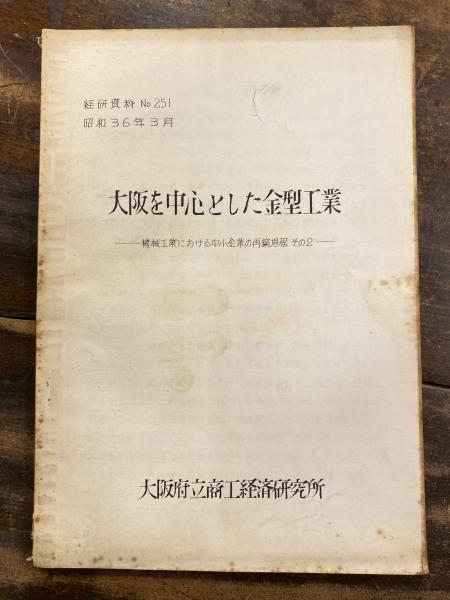 経研資料 No.251
昭和36年3月
大阪を中心とした金型工業
――機械工業における中小企業の再編過程 その2――
大阪府立商工経済研究所